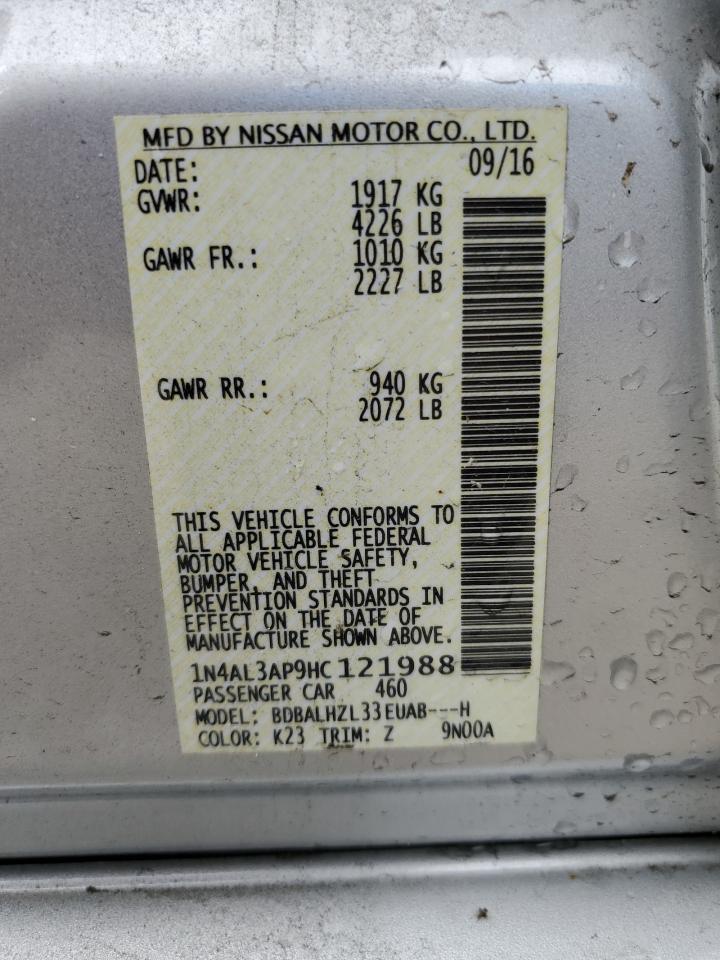 MFD BY NISSAN MOTOR CO., LTD.
DATE: 09/16
GVWR: 1917 KG
4226 LB
GAWR FR.: 1010 KG
2227 LB
GAWR RR.: 940 KG
2072 LB
THIS VEHICLE CONFORMS TO
ALL APPLICABLE FEDERAL
MOTOR VEHICLE SAFETY,
BUMPER, AND THEFT
PREVENTION STANDARDS IN
EFFECT ON THE DATE OF
MANUFACTURE SHOWN ABOVE.
1N4AL3AP9HC121988
PASSENGER CAR 460
MODEL: BDBALHZL33EUAB---H
COLOR: K23 TRIM: Z 9N00A